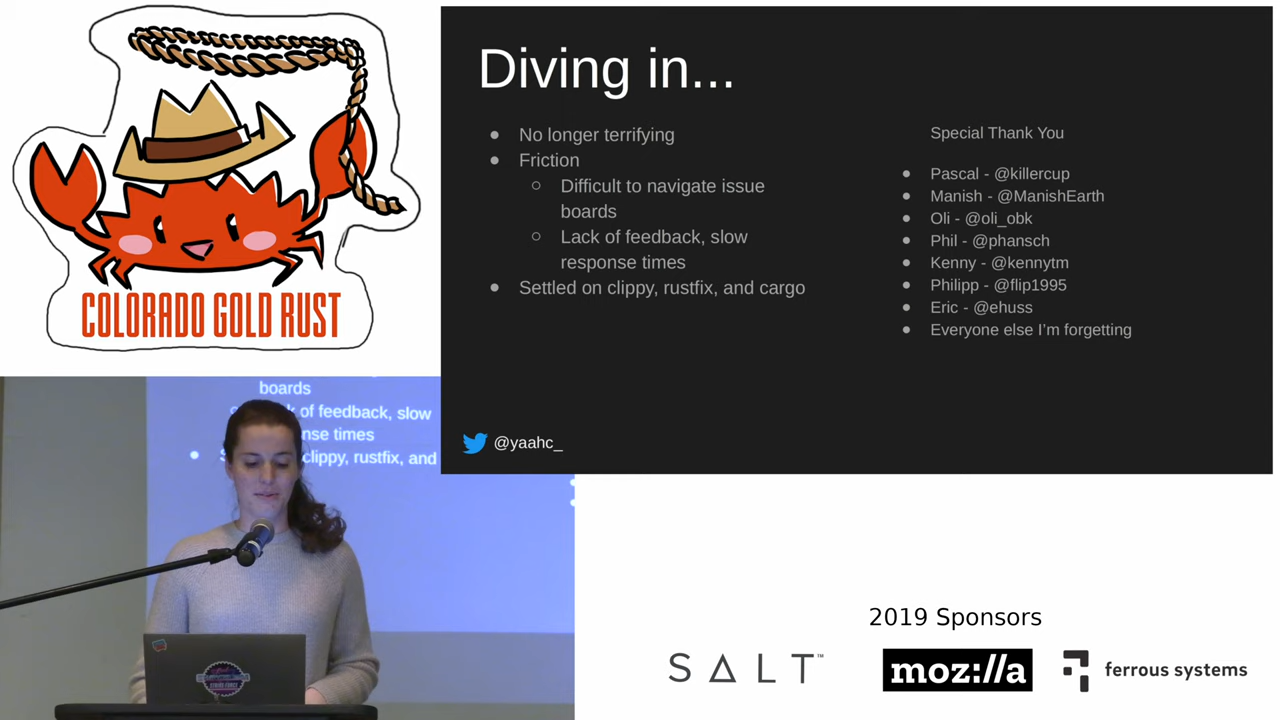 COLORADO GOLD RUST
Diving in...
No longer terrifying
Friction
Difficult to navigate issue
boards
Lack of feedback, slow
response times
Settled on clippy, rustfix, and cargo
Special Thank You
Pascal - @killercup
Manish - @ManishEarth
Oli - @oli_obk
Phil - @phansch
Kenny - @kennytm
Philipp - @flip1995
Eric - @ehuss
Everyone else I'm forgetting
@yaahc_
boards
of feedback, slow
nse times
clippy, rustfix, and
2019 Sponsors
SALT™
moz://a
ferrous systems